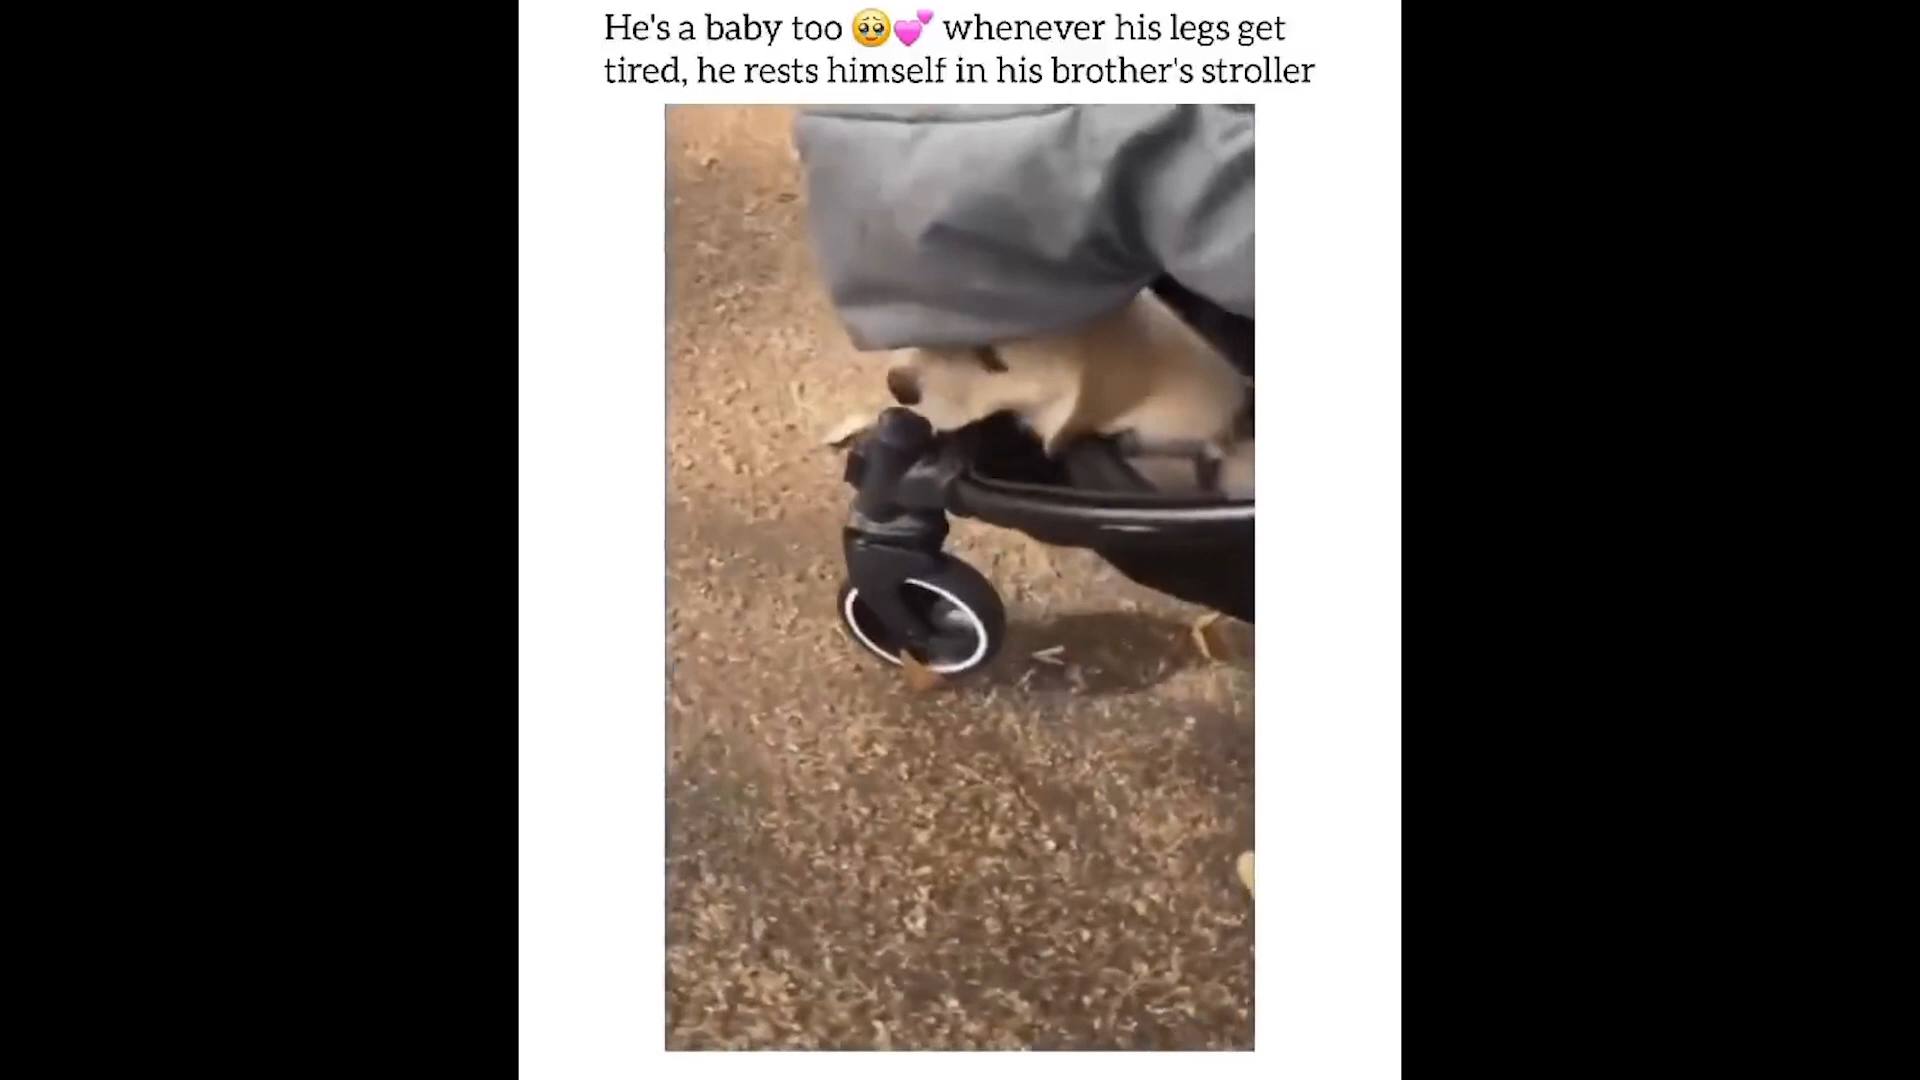 He's a baby too 🥹💕 whenever his legs get
tired, he rests himself in his brother's stroller